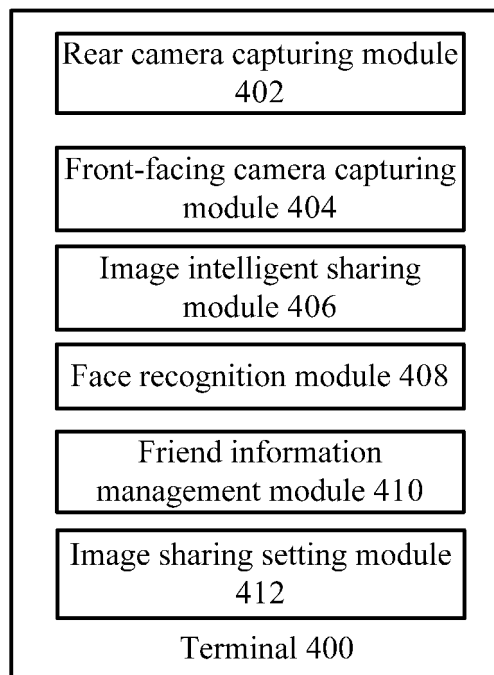 Rear camera capturing module
402
Front-facing camera capturing
module 404
Image intelligent sharing
module 406
Face recognition module 408
Friend information
management module 410
Image sharing setting module
412
Terminal 400